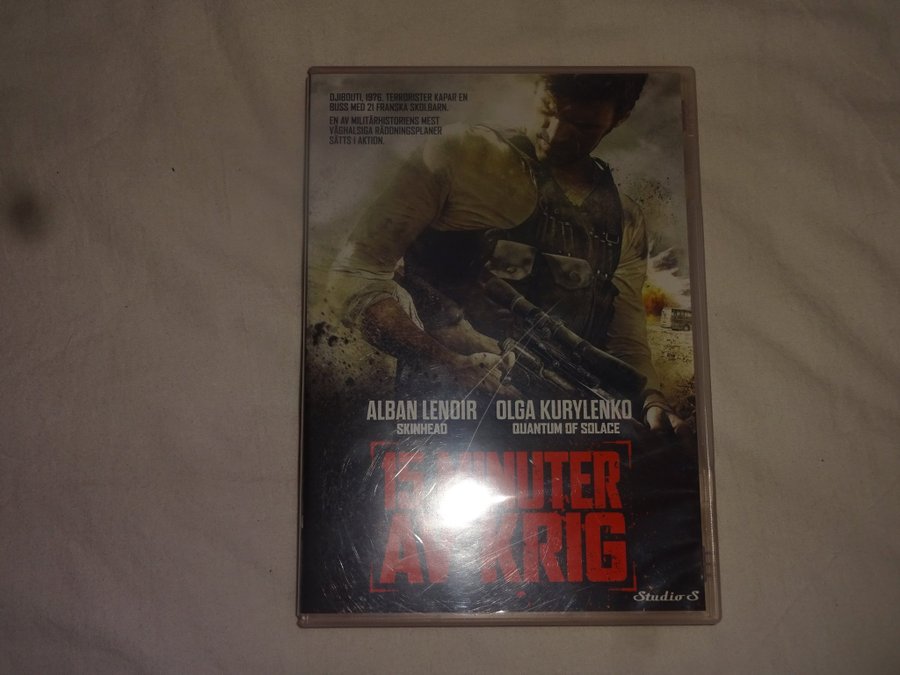 DJIBOUTI, 1976. TERRORISTER KAPAR EN
BUSS MED 21 FRANSKA SKOLBARN.
EN AV MILITÄRHISTORIENS MEST
VÅGHALSIGA RÄDDNINGSPLANER
SÄTTS I AKTION.
ALBAN LENOIR
SKINHEAD
OLGA KURYLENKO
QUANTUM OF SOLACE
15 MINUTER
AV KRIG
Studio S